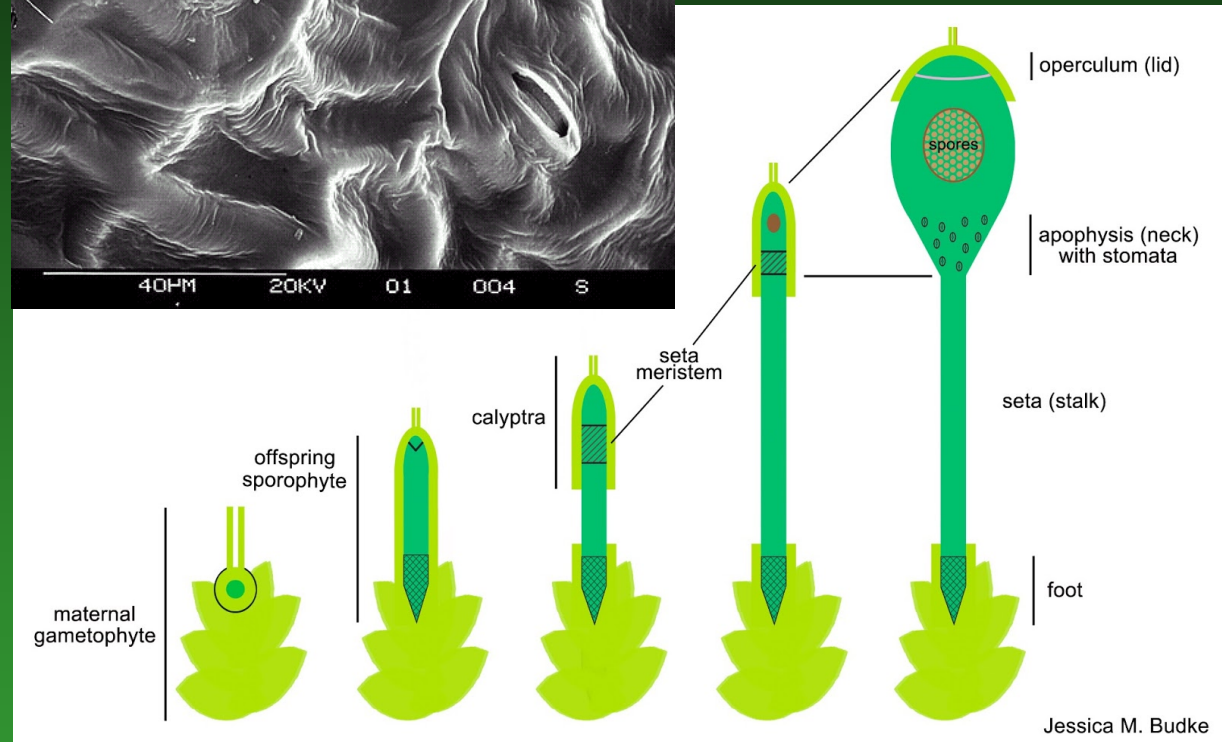 40µM 20KV 01 004 S
operculum (lid)
spores
apophysis (neck)
with stomata
seta
meristem
seta (stalk)
calyptra
offspring
sporophyte
foot
maternal
gametophyte
Jessica M. Budke